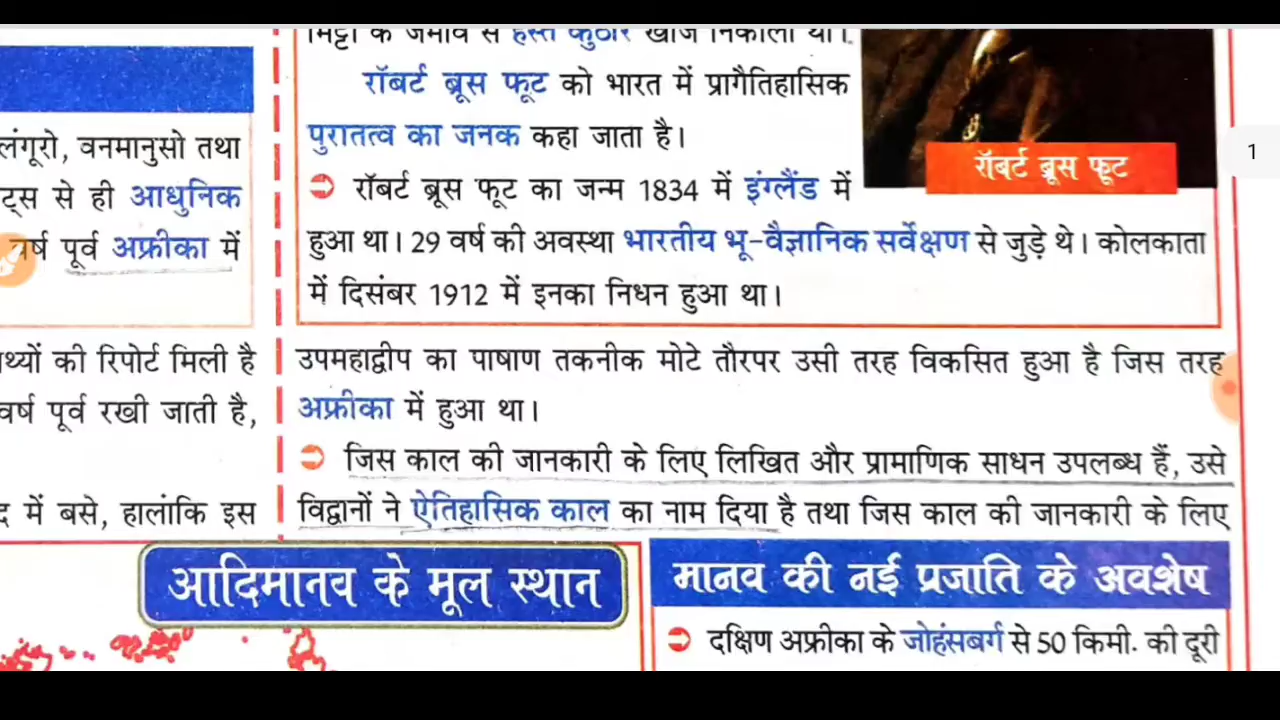 लंगूरो, वनमानुसो तथा
ट्स से ही आधुनिक
वर्ष पूर्व अफ्रीका में
थ्यों की रिपोर्ट मिली है
वर्ष पूर्व रखी जाती है,
द में बसे, हालांकि इस
मिट्टी के जमाव से हस्त कुठार खोज निकाला था।
रॉबर्ट ब्रूस फूट को भारत में प्रागैतिहासिक
पुरातत्व का जनक कहा जाता है।
रॉबर्ट ब्रूस फूट
➲ रॉबर्ट ब्रूस फूट का जन्म 1834 में इंग्लैंड में
हुआ था। 29 वर्ष की अवस्था भारतीय भू-वैज्ञानिक सर्वेक्षण से जुड़े थे। कोलकाता
में दिसंबर 1912 में इनका निधन हुआ था।
उपमहाद्वीप का पाषाण तकनीक मोटे तौरपर उसी तरह विकसित हुआ है जिस तरह
अफ्रीका में हुआ था।
➲ जिस काल की जानकारी के लिए लिखित और प्रामाणिक साधन उपलब्ध हैं, उसे
विद्वानों ने ऐतिहासिक काल का नाम दिया है तथा जिस काल की जानकारी के लिए
आदिमानव के मूल स्थान
मानव की नई प्रजाति के अवशेष
➲ दक्षिण अफ्रीका के जोहंसबर्ग से 50 किमी. की दूरी
1